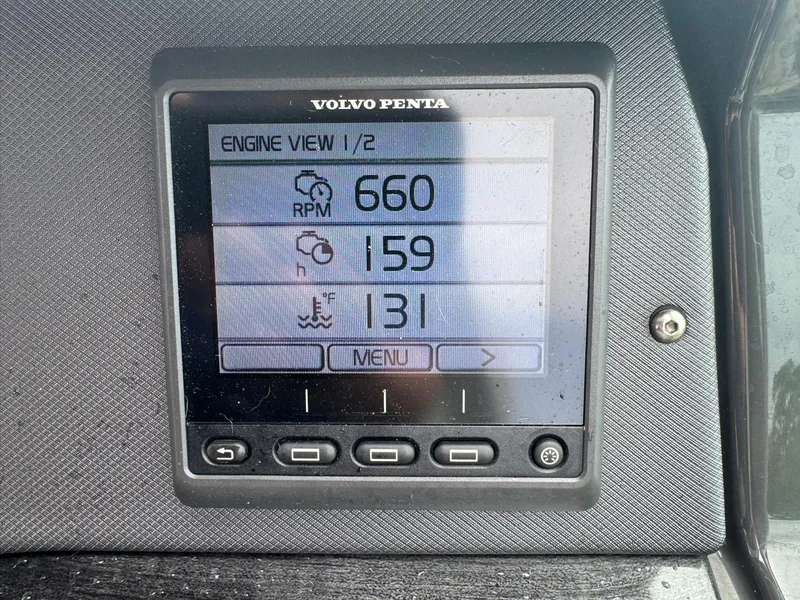 VOLVO PENTA
ENGINE VIEW 1/2
RPM 660
h 159
°F 131
MENU >